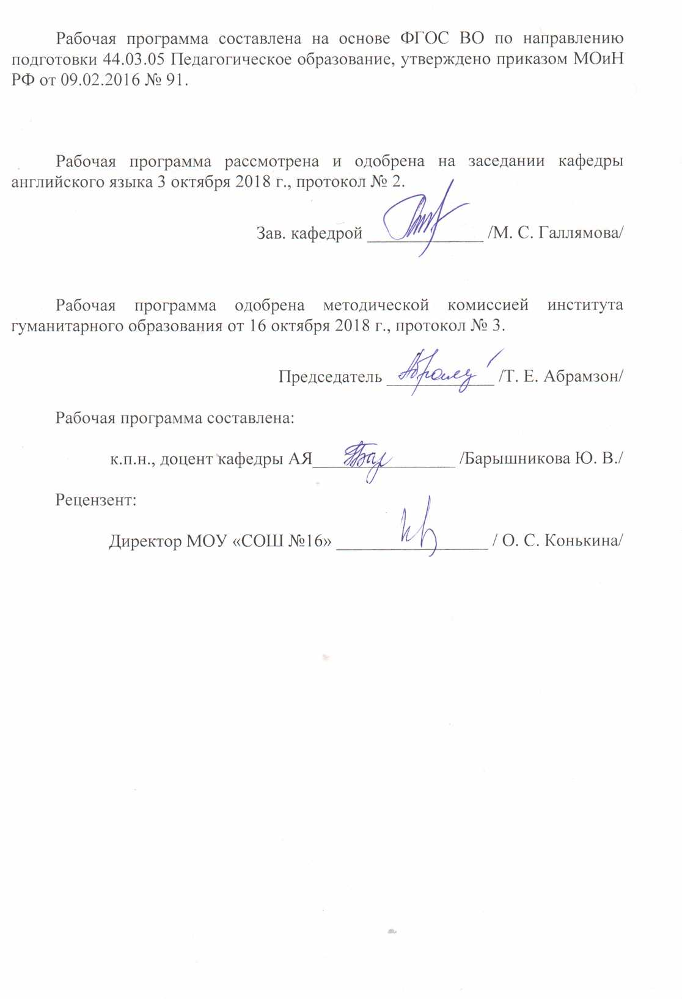 Рабочая программа составлена на основе ФГОС ВО по направлению
подготовки 44.03.05 Педагогическое образование, утверждено приказом МОиН
РФ от 09.02.2016 № 91.
Рабочая программа рассмотрена и одобрена на заседании кафедры
английского языка 3 октября 2018 г., протокол № 2.
Зав. кафедрой ______________ /М. С. Галлямова/
Рабочая программа одобрена методической комиссией института
гуманитарного образования от 16 октября 2018 г., протокол № 3.
Председатель _____________ /Т. Е. Абрамзон/
Рабочая программа составлена:
к.п.н., доцент кафедры АЯ_________________ /Барышникова Ю. В./
Рецензент:
Директор МОУ «СОШ №16» __________________ / О. С. Конькина/